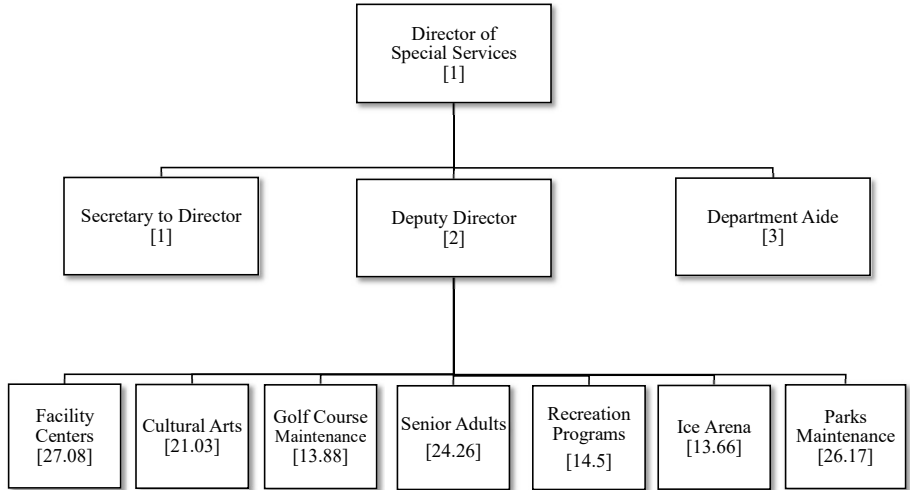 Director of
Special Services
[1]
Secretary to Director
[1]
Deputy Director
[2]
Department Aide
[3]
Facility
Centers
[27.08]
Cultural Arts
[21.03]
Golf Course
Maintenance
[13.88]
Senior Adults
[24.26]
Recreation
Programs
[14.5]
Ice Arena
[13.66]
Parks
Maintenance
[26.17]